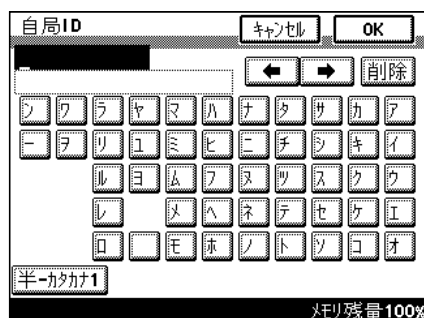 自局ID
キャンセル OK
← → 削除
ン ワ ラ ヤ マ ハ ナ タ サ カ ア
ー ヲ リ ユ ミ ヒ ニ チ シ キ イ
ル ヨ ム フ ヌ ツ ス ク ウ
レ メ ヘ ネ テ セ ケ エ
ロ モ ホ ノ ト ソ コ オ
半-カタカナ1
メモリ残量100%